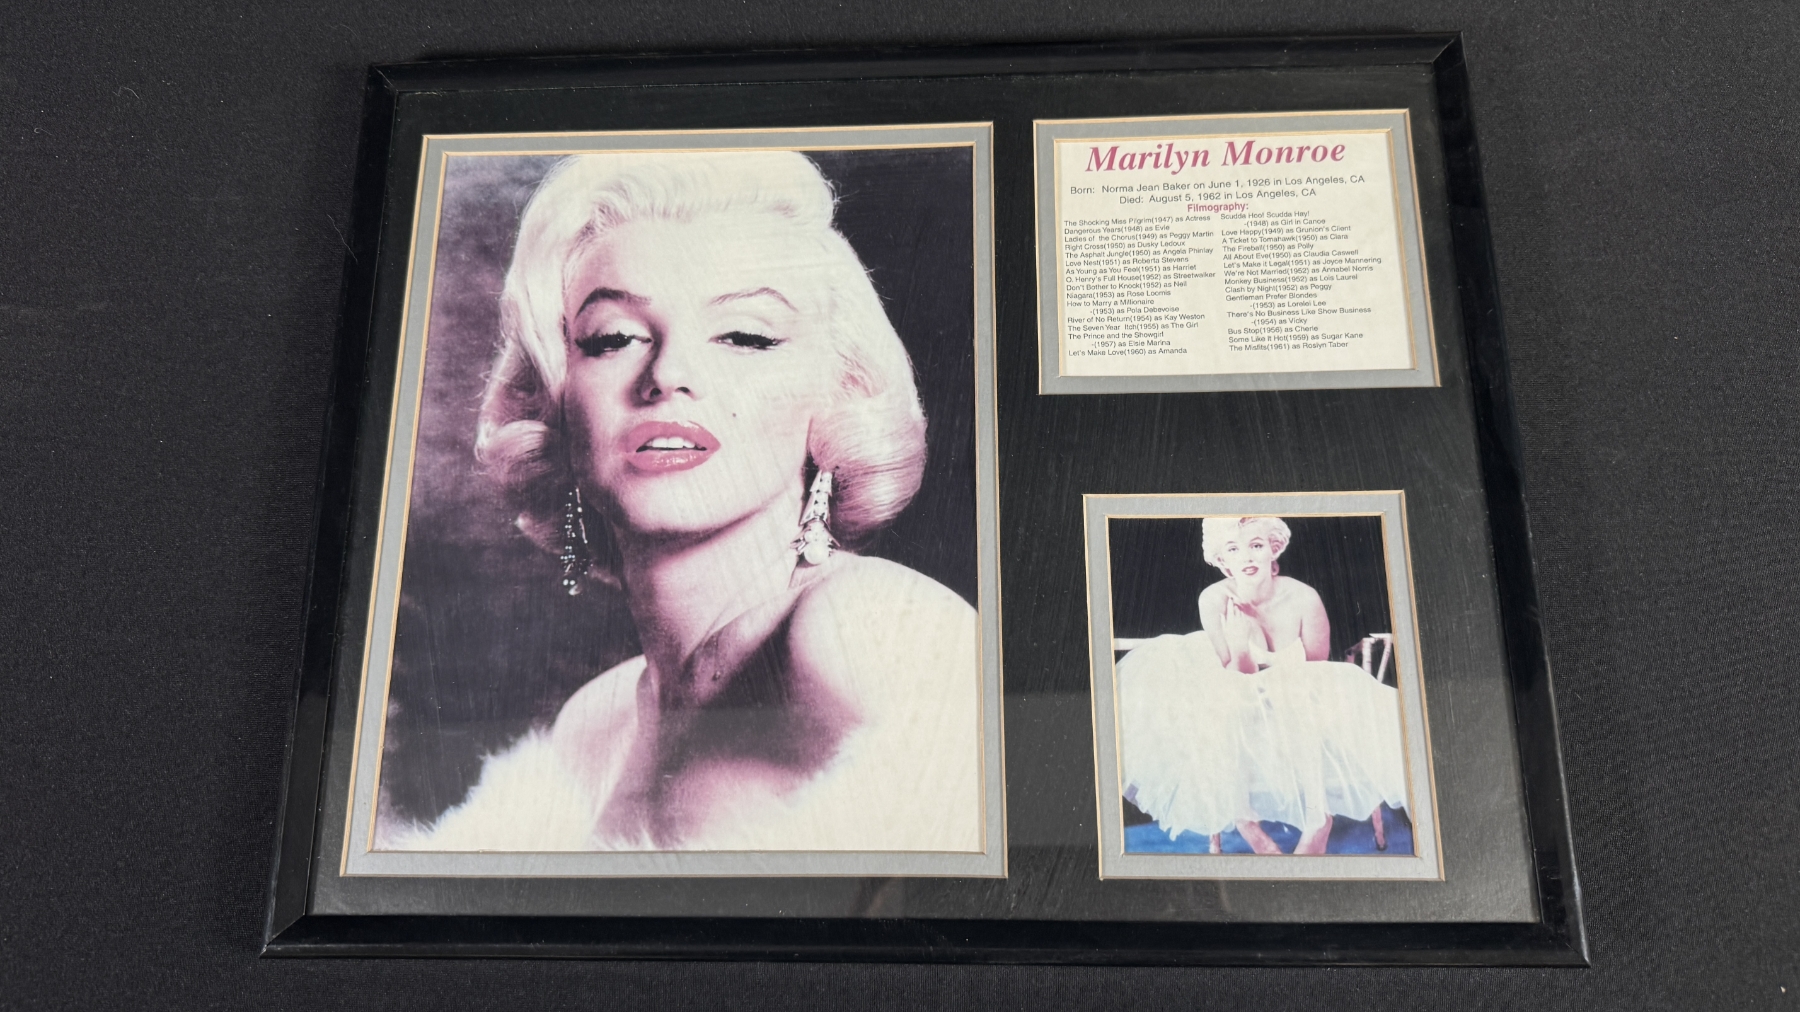 Marilyn Monroe
Born: Norma Jean Baker on June 1, 1926 in Los Angeles, CA
Died: August 5, 1962 in Los Angeles, CA
Filmography:
The Shocking Miss Pilgrim(1947) as Actress
Dangerous Years(1948) as Evie
Ladies of the Chorus(1949) as Peggy Martin
Right Cross(1950) as Dusky Ledoux
The Asphalt Jungle(1950) as Angela Phinlay
Love Nest(1951) as Roberta Stevens
As Young as You Feel(1951) as Harriet
O. Henry's Full House(1952) as Streetwalker
Don't Bother to Knock(1952) as Nell
Niagara(1953) as Rose Loomis
How to Marry a Millionaire
-(1953) as Pola Debevoise
River of No Return(1954) as Kay Weston
The Seven Year Itch(1955) as The Girl
The Prince and the Showgirl
-(1957) as Elsie Marina
Let's Make Love(1960) as Amanda
Scudda Hoo! Scudda Hay!
-(1948) as Girl in Canoe
Love Happy(1949) as Grunion's Client
A Ticket to Tomahawk(1950) as Clara
The Fireball(1950) as Polly
All About Eve(1950) as Claudia Caswell
Let's Make it Legal(1951) as Joyce Mannering
We're Not Married(1952) as Annabel Norris
Monkey Business(1952) as Lois Laurel
Clash by Night(1952) as Peggy
Gentleman Prefer Blondes
-(1953) as Lorelei Lee
There's No Business Like Show Business
-(1954) as Vicky
Bus Stop(1956) as Cherie
Some Like it Hot(1959) as Sugar Kane
The Misfits(1961) as Roslyn Taber